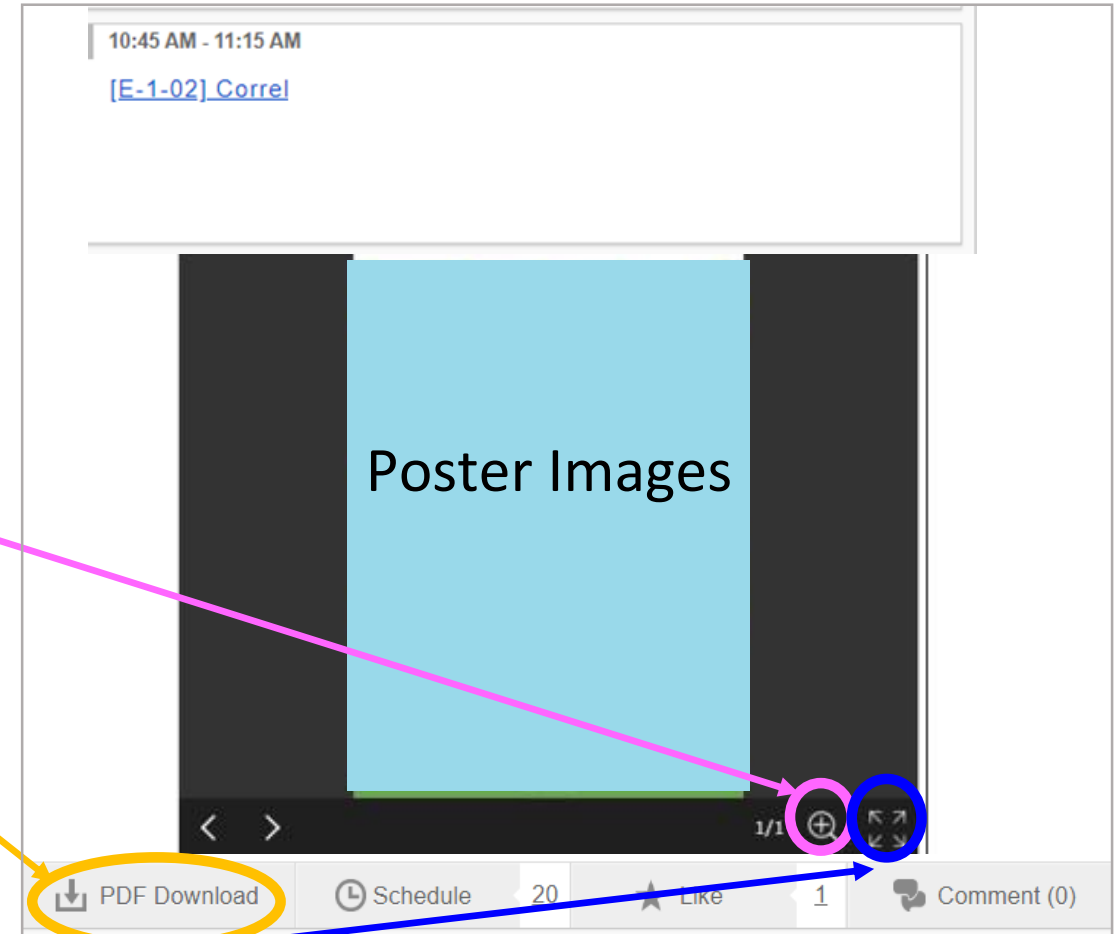 10:45 AM - 11:15 AM
[E-1-02] Correl
Poster Images
1/1
PDF Download Schedule 20 Like 1 Comment (0)